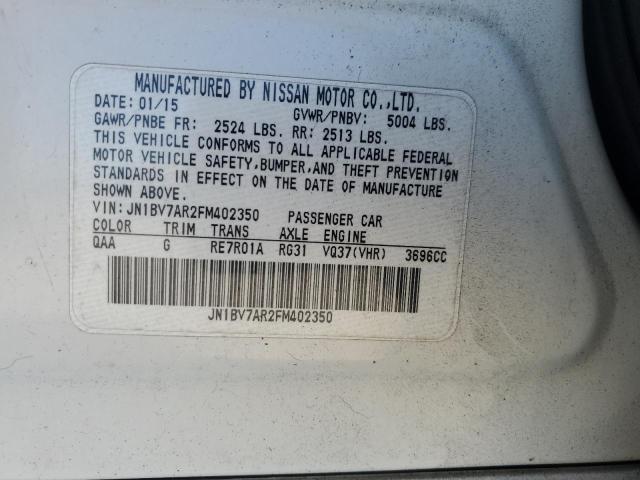 MANUFACTURED BY NISSAN MOTOR CO.,LTD.
DATE: 01/15 GVWR/PNBV: 5004 LBS.
GAWR/PNBE FR: 2524 LBS. RR: 2513 LBS.
THIS VEHICLE CONFORMS TO ALL APPLICABLE FEDERAL
MOTOR VEHICLE SAFETY,BUMPER,AND THEFT PREVENTION
STANDARDS IN EFFECT ON THE DATE OF MANUFACTURE
SHOWN ABOVE.
VIN:JN1BV7AR2FM402350 PASSENGER CAR
COLOR TRIM TRANS AXLE ENGINE
QAA G RE7R01A RG31 VQ37(VHR) 3696CC
JN1BV7AR2FM402350